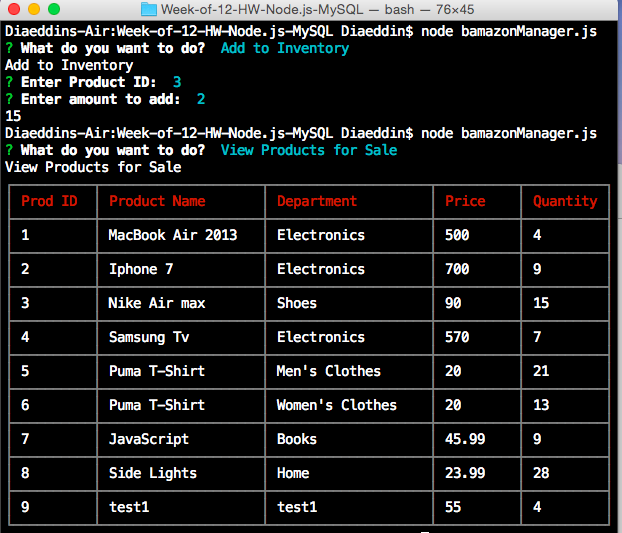 Week-of-12-HW-Node.js-MySQL — bash — 76×45
Diaeddins-Air:Week-of-12-HW-Node.js-MySQL Diaeddin$ node bamazonManager.js
? What do you want to do? Add to Inventory
Add to Inventory
? Enter Product ID: 3
? Enter amount to add: 2
15
Diaeddins-Air:Week-of-12-HW-Node.js-MySQL Diaeddin$ node bamazonManager.js
? What do you want to do? View Products for Sale
View Products for Sale
Prod ID Product Name Department Price Quantity
1 MacBook Air 2013 Electronics 500 4
2 Iphone 7 Electronics 700 9
3 Nike Air max Shoes 90 15
4 Samsung Tv Electronics 570 7
5 Puma T-Shirt Men's Clothes 20 21
6 Puma T-Shirt Women's Clothes 20 13
7 JavaScript Books 45.99 9
8 Side Lights Home 23.99 28
9 test1 test1 55 4